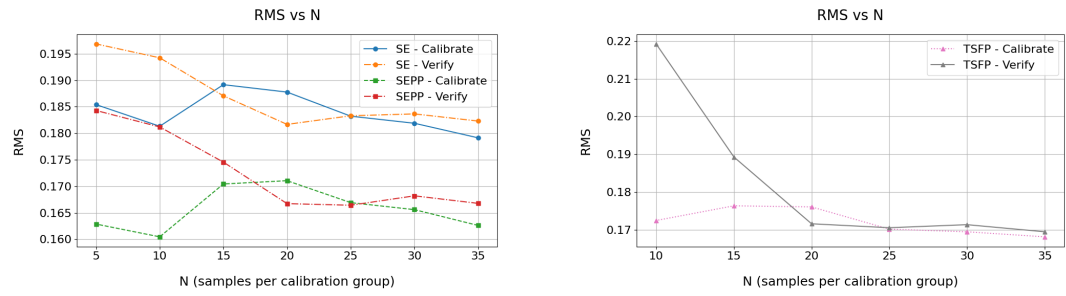 RMS vs N
RMS
0.195
0.190
0.185
0.180
0.175
0.170
0.165
0.160
SE - Calibrate
SE - Verify
SEPP - Calibrate
SEPP - Verify
5 10 15 20 25 30 35
N (samples per calibration group)
RMS vs N
RMS
0.22
0.21
0.20
0.19
0.18
0.17
TSFP - Calibrate
TSFP - Verify
10 15 20 25 30 35
N (samples per calibration group)